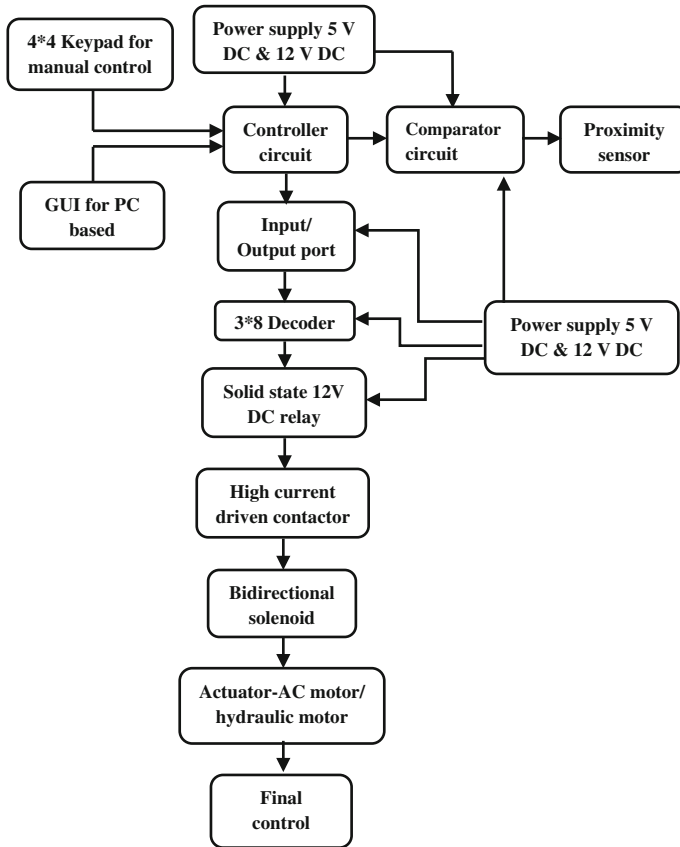 4*4 Keypad for
manual control
Power supply 5 V
DC & 12 V DC
Controller
circuit
Comparator
circuit
Proximity
sensor
GUI for PC
based
Input/
Output port
3*8 Decoder
Power supply 5 V
DC & 12 V DC
Solid state 12V
DC relay
High current
driven contactor
Bidirectional
solenoid
Actuator-AC motor/
hydraulic motor
Final
control